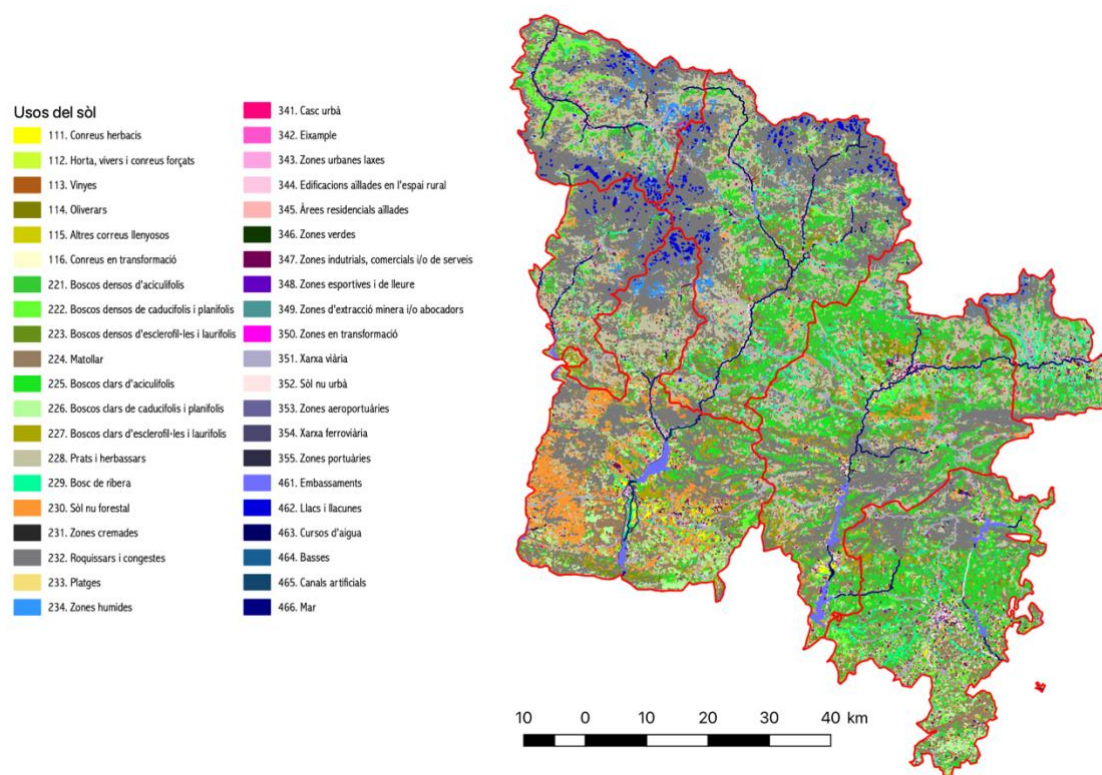 Usos del sòl
111. Conreus herbacis
112. Horta, vivers i conreus forçats
113. Vinyes
114. Oliverars
115. Altres correus llenyosos
116. Conreus en transformació
221. Boscos densos d'aciculifolis
222. Boscos densos de caducifolis i planifolis
223. Boscos densos d'esclerofil·les i laurifolis
224. Matollar
225. Boscos clars d'aciculifolis
226. Boscos clars de caducifolis i planifolis
227. Boscos clars d'esclerofil·les i laurifolis
228. Prats i herbassars
229. Bosc de ribera
230. Sòl nu forestal
231. Zones cremades
232. Roquissars i congestes
233. Platges
234. Zones humides
341. Casc urbà
342. Eixample
343. Zones urbanes laxes
344. Edificacions aïllades en l'espai rural
345. Àrees residencials aïllades
346. Zones verdes
347. Zones indutrials, comercials i/o de serveis
348. Zones esportives i de lleure
349. Zones d'extracció minera i/o abocadors
350. Zones en transformació
351. Xarxa viària
352. Sòl nu urbà
353. Zones aeroportuàries
354. Xarxa ferroviària
355. Zones portuàries
461. Embassaments
462. Llacs i llacunes
463. Cursos d'aigua
464. Basses
465. Canals artificials
466. Mar
10 0 10 20 30 40 km